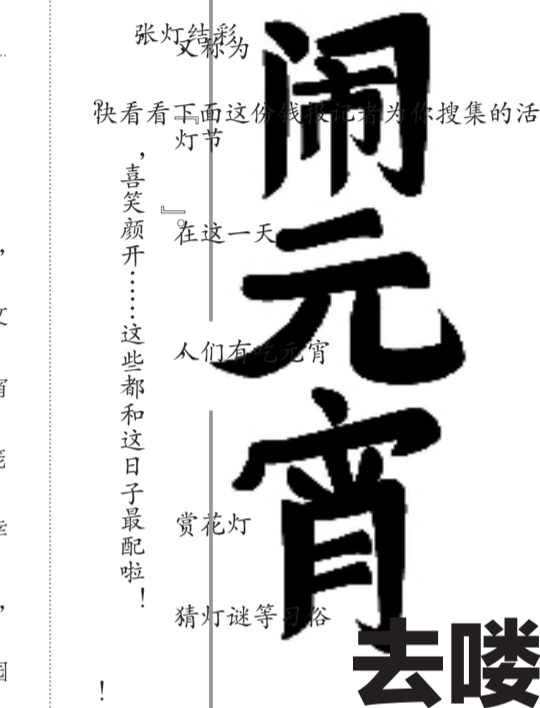 闹元宵
去喽
又称为
『
灯节
』。
在这一天
人们有吃元宵
赏花灯
猜灯谜等习俗
张灯结彩
，喜笑颜开……这些都和这日子最配啦！
快看看下面这份钱报记者为你搜集的活
！